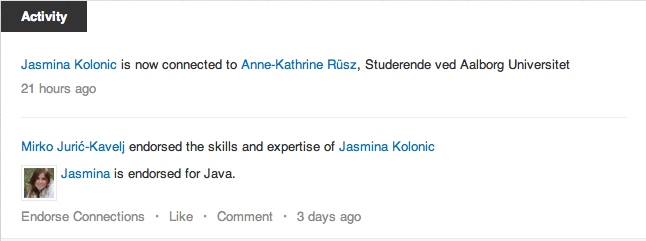 Activity
Jasmina Kolonic is now connected to Anne-Kathrine Rűsz, Studerende ved Aalborg Universitet
21 hours ago
Mirko Jurić-Kavelj endorsed the skills and expertise of Jasmina Kolonic
Jasmina is endorsed for Java.
Endorse Connections • Like • Comment • 3 days ago